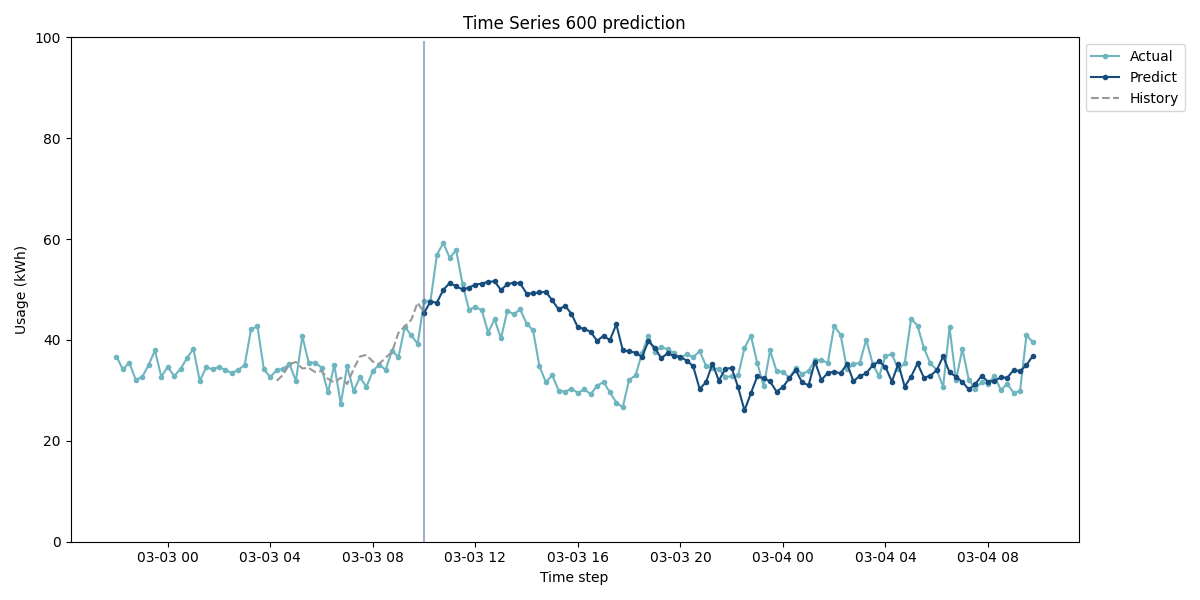 Time Series 600 prediction
Usage (kWh)
100
80
60
40
20
0
03-03 00
03-03 04
03-03 08
03-03 12
03-03 16
03-03 20
03-04 00
03-04 04
03-04 08
Time step
Actual
Predict
History